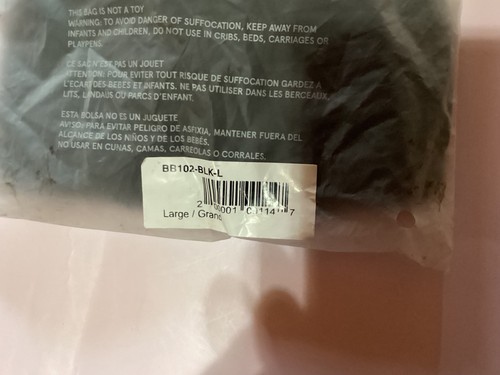 THIS BAG IS NOT A TOY
WARNING: TO AVOID DANGER OF SUFFOCATION, KEEP AWAY FROM
INFANTS AND CHILDREN, DO NOT USE IN CRIBS, BEDS, CARRIAGES OR
PLAYPENS.
CE SAC N'EST PAS UN JOUET
ATTENTION: POUR EVITER TOUT RISQUE DE SUFFOCATION GARDEZ A
L'ECART DES-BEBES ET INFANTS. NE PAS UTILISER DANS LES BERCEAUX,
LITS, LANDAUS OU PARCS D'ENFANT.
ESTA BOLSA NO ES UN JUGUETE
AVISO: PARA EVITAR PELIGRO DE ASFIXIA, MANTENER FUERA DEL
ALCANCE DE LOS NIÑOS Y DE LOS BEBÉS.
NO USAR EN CUNAS, CAMAS, CARREOLAS O CORRALES.
BB102-BLK-L
Large /